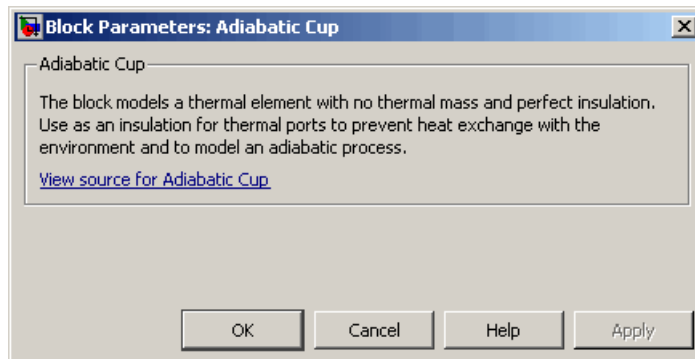 Block Parameters: Adiabatic Cup
Adiabatic Cup
The block models a thermal element with no thermal mass and perfect insulation.
Use as an insulation for thermal ports to prevent heat exchange with the
environment and to model an adiabatic process.
View source for Adiabatic Cup
OK Cancel Help Apply